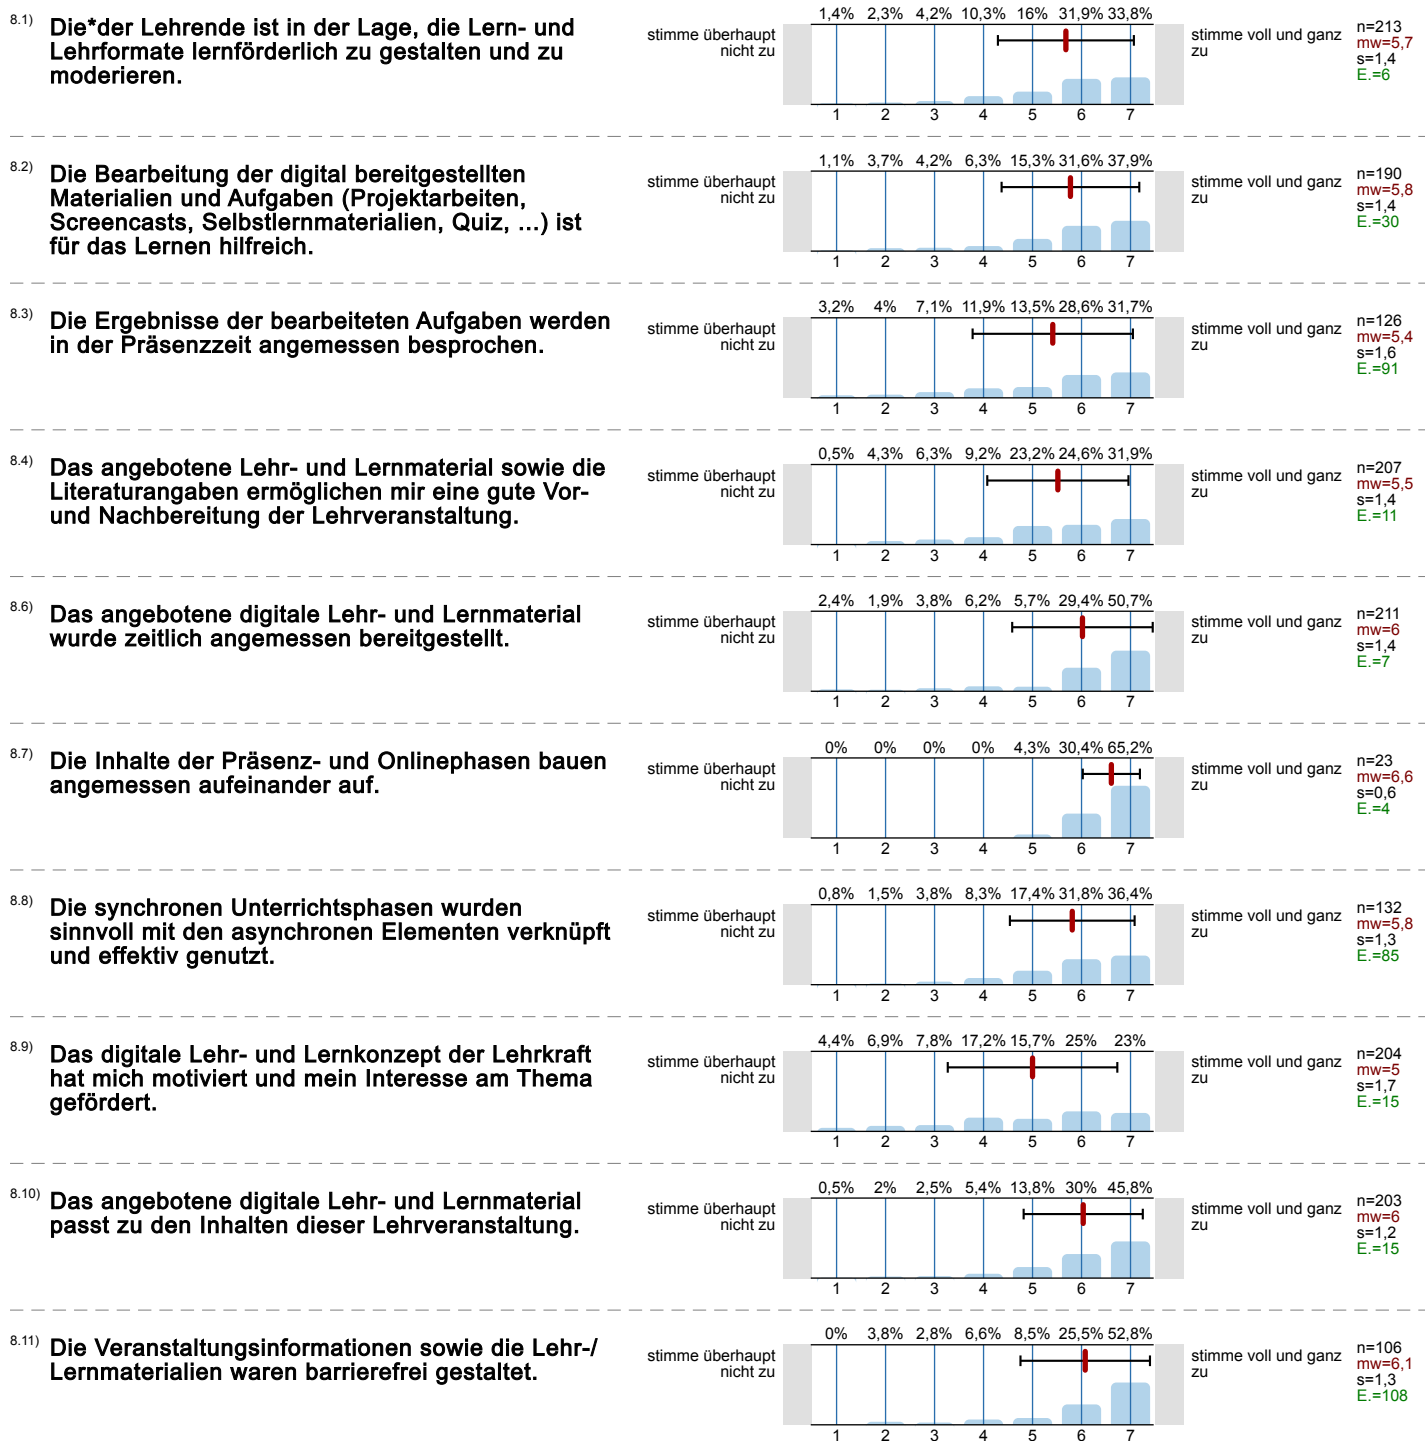 8.1) Die*der Lehrende ist in der Lage, die Lern- und
Lehrformate lernförderlich zu gestalten und zu
moderieren.
stimme überhaupt
nicht zu
1,4% 2,3% 4,2% 10,3% 16% 31,9% 33,8%
1 2 3 4 5 6 7
stimme voll und ganz
zu
n=213
mw=5,7
s=1,4
E.=6
8.2) Die Bearbeitung der digital bereitgestellten
Materialien und Aufgaben (Projektarbeiten,
Screencasts, Selbstlernmaterialien, Quiz, ...) ist
für das Lernen hilfreich.
stimme überhaupt
nicht zu
1,1% 3,7% 4,2% 6,3% 15,3% 31,6% 37,9%
1 2 3 4 5 6 7
stimme voll und ganz
zu
n=190
mw=5,8
s=1,4
E.=30
8.3) Die Ergebnisse der bearbeiteten Aufgaben werden
in der Präsenzzeit angemessen besprochen.
stimme überhaupt
nicht zu
3,2% 4% 7,1% 11,9% 13,5% 28,6% 31,7%
1 2 3 4 5 6 7
stimme voll und ganz
zu
n=126
mw=5,4
s=1,6
E.=91
8.4) Das angebotene Lehr- und Lernmaterial sowie die
Literaturangaben ermöglichen mir eine gute Vor-
und Nachbereitung der Lehrveranstaltung.
stimme überhaupt
nicht zu
0,5% 4,3% 6,3% 9,2% 23,2% 24,6% 31,9%
1 2 3 4 5 6 7
stimme voll und ganz
zu
n=207
mw=5,5
s=1,4
E.=11
8.6) Das angebotene digitale Lehr- und Lernmaterial
wurde zeitlich angemessen bereitgestellt.
stimme überhaupt
nicht zu
2,4% 1,9% 3,8% 6,2% 5,7% 29,4% 50,7%
1 2 3 4 5 6 7
stimme voll und ganz
zu
n=211
mw=6
s=1,4
E.=7
8.7) Die Inhalte der Präsenz- und Onlinephasen bauen
angemessen aufeinander auf.
stimme überhaupt
nicht zu
0% 0% 0% 0% 4,3% 30,4% 65,2%
1 2 3 4 5 6 7
stimme voll und ganz
zu
n=23
mw=6,6
s=0,6
E.=4
8.8) Die synchronen Unterrichtsphasen wurden
sinnvoll mit den asynchronen Elementen verknüpft
und effektiv genutzt.
stimme überhaupt
nicht zu
0,8% 1,5% 3,8% 8,3% 17,4% 31,8% 36,4%
1 2 3 4 5 6 7
stimme voll und ganz
zu
n=132
mw=5,8
s=1,3
E.=85
8.9) Das digitale Lehr- und Lernkonzept der Lehrkraft
hat mich motiviert und mein Interesse am Thema
gefördert.
stimme überhaupt
nicht zu
4,4% 6,9% 7,8% 17,2% 15,7% 25% 23%
1 2 3 4 5 6 7
stimme voll und ganz
zu
n=204
mw=5
s=1,7
E.=15
8.10) Das angebotene digitale Lehr- und Lernmaterial
passt zu den Inhalten dieser Lehrveranstaltung.
stimme überhaupt
nicht zu
0,5% 2% 2,5% 5,4% 13,8% 30% 45,8%
1 2 3 4 5 6 7
stimme voll und ganz
zu
n=203
mw=6
s=1,2
E.=15
8.11) Die Veranstaltungsinformationen sowie die Lehr-/
Lernmaterialien waren barrierefrei gestaltet.
stimme überhaupt
nicht zu
0% 3,8% 2,8% 6,6% 8,5% 25,5% 52,8%
1 2 3 4 5 6 7
stimme voll und ganz
zu
n=106
mw=6,1
s=1,3
E.=108